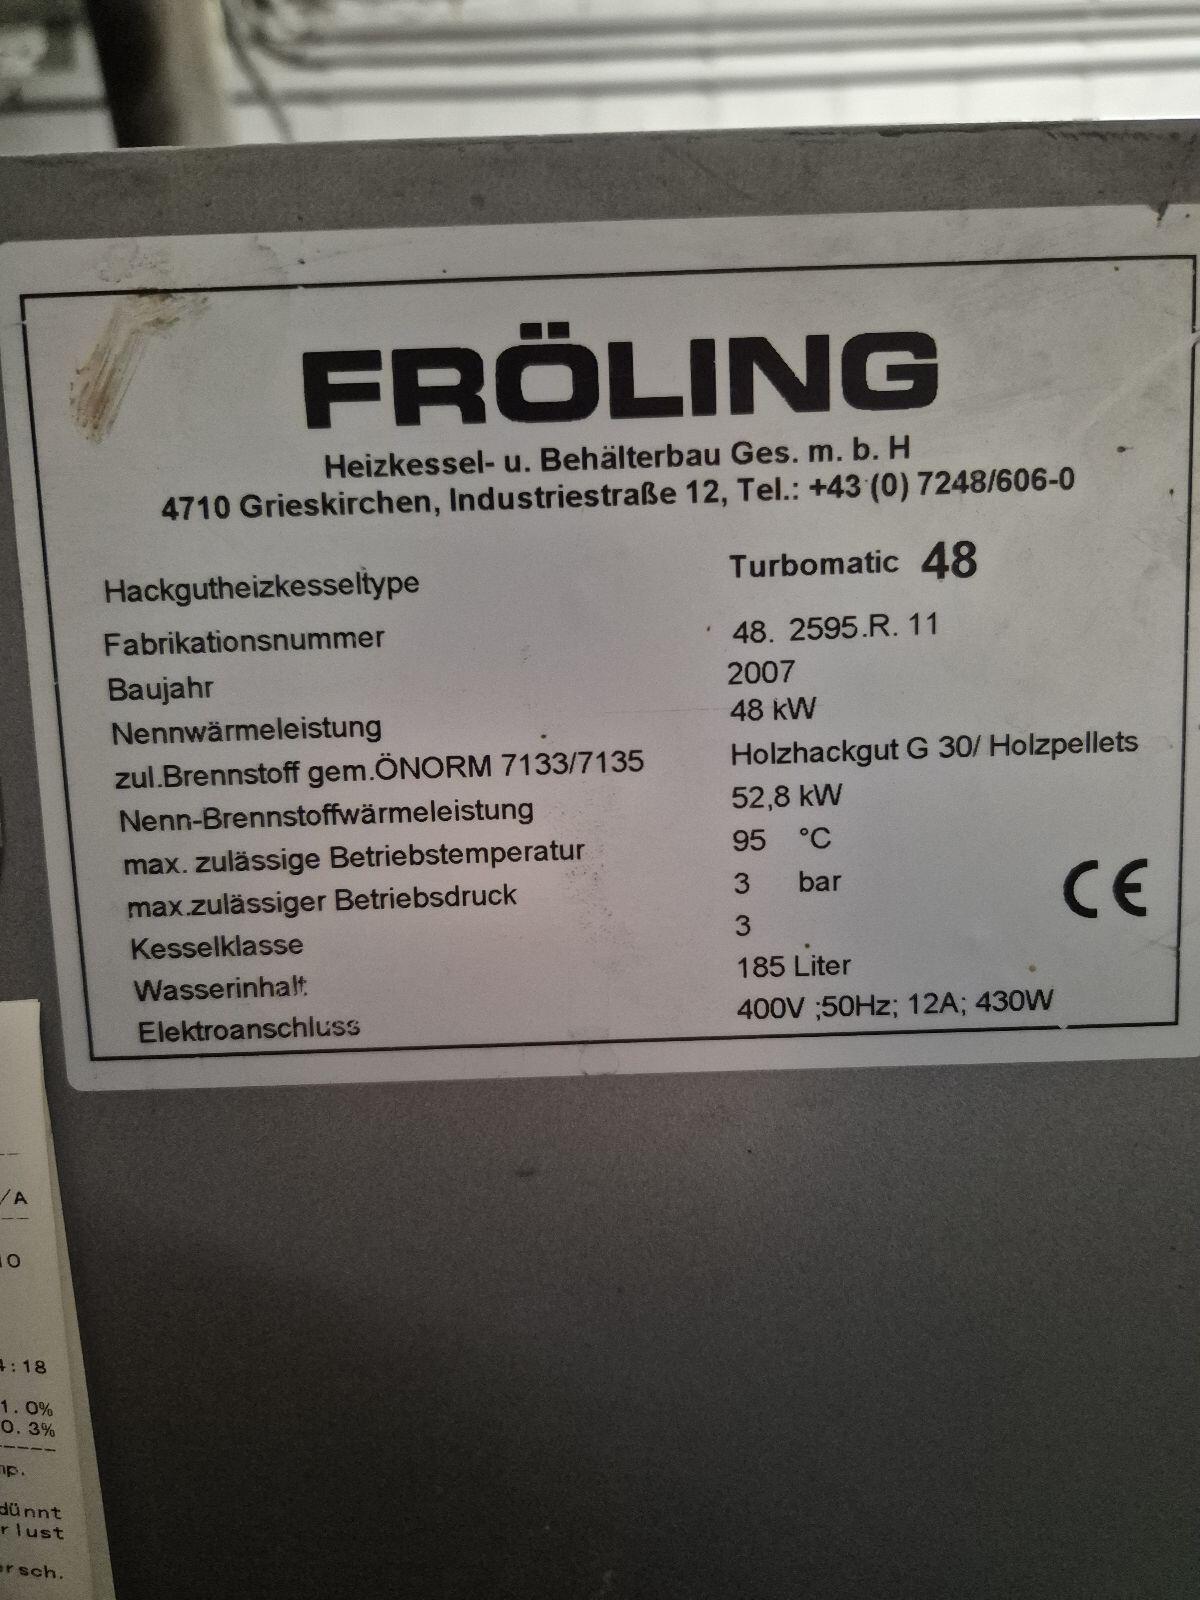 FRÖLING
Heizkessel- u. Behälterbau Ges. m. b. H
4710 Grieskirchen, Industriestraße 12, Tel.: +43 (0) 7248/606-0
Hackgutheizkesseltype Turbomatic 48
Fabrikationsnummer 48. 2595.R. 11
Baujahr 2007
Nennwärmeleistung 48 kW
zul.Brennstoff gem.ÖNORM 7133/7135 Holzhackgut G 30/ Holzpellets
Nenn-Brennstoffwärmeleistung 52,8 kW
max. zulässige Betriebstemperatur 95 °C
max.zulässiger Betriebsdruck 3 bar
Kesselklasse 3
Wasserinhalt 185 Liter
Elektroanschluss 400V ;50Hz; 12A; 430W
CE
/A
:18
1.0%
0.3%
-----
dünnt
rlust
rsch.